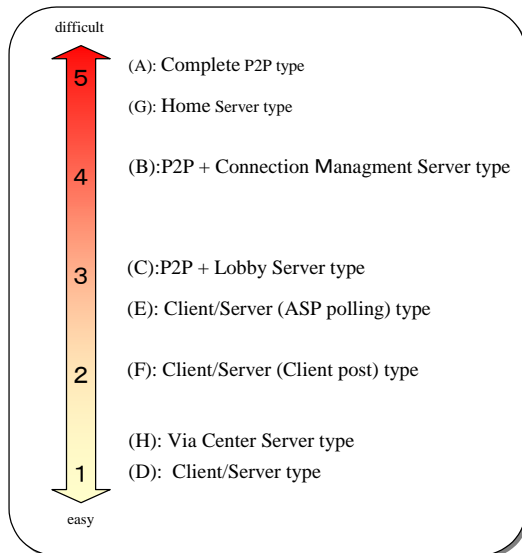 difficult
5
(A): Complete P2P type
(G): Home Server type
4
(B):P2P + Connection Managment Server type
3
(C):P2P + Lobby Server type
(E): Client/Server (ASP polling) type
2
(F): Client/Server (Client post) type
(H): Via Center Server type
1
(D): Client/Server type
easy